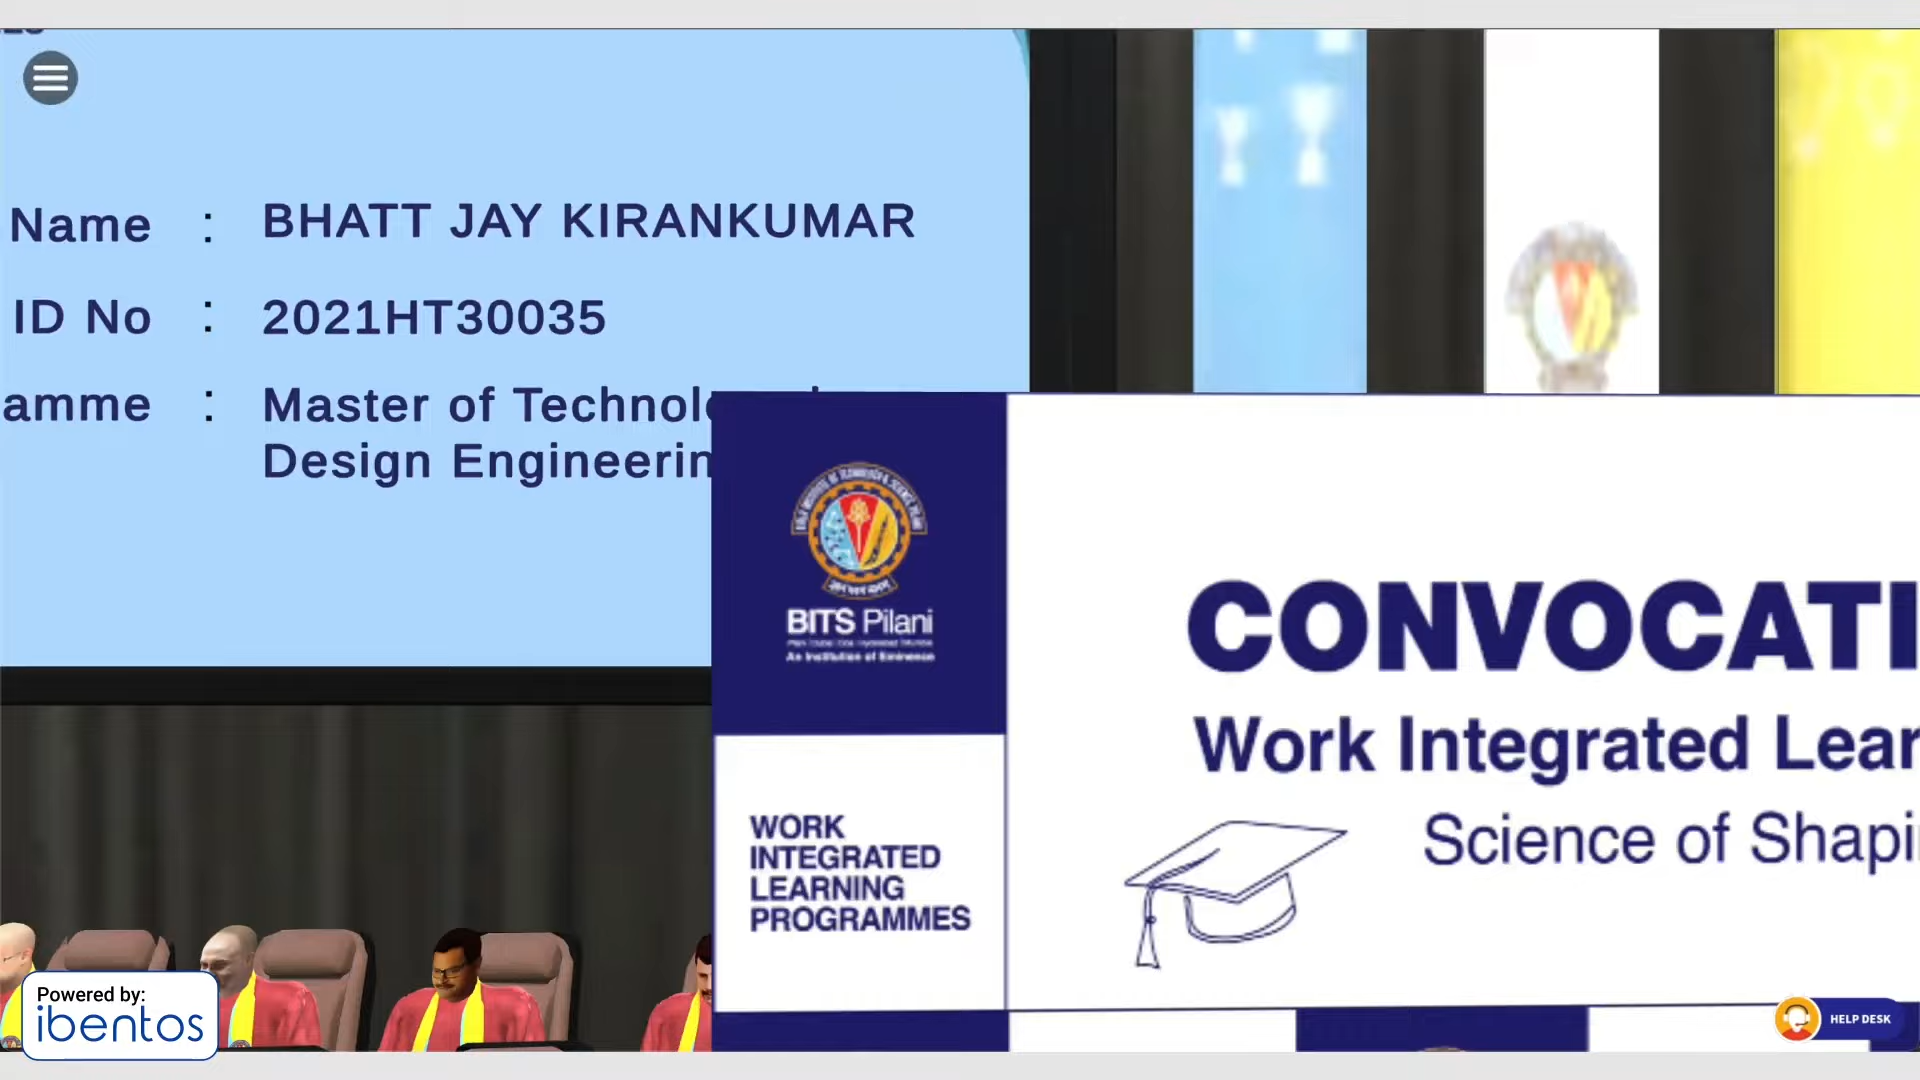 Name : BHATT JAY KIRANKUMAR
ID No : 2021HT30035
amme : Master of Technol
Design Engineerin
BITS Pilani
An Institution of Eminence
WORK
INTEGRATED
LEARNING
PROGRAMMES
CONVOCATI
Work Integrated Lear
Science of Shapi
Powered by:
ibentos
HELP DESK